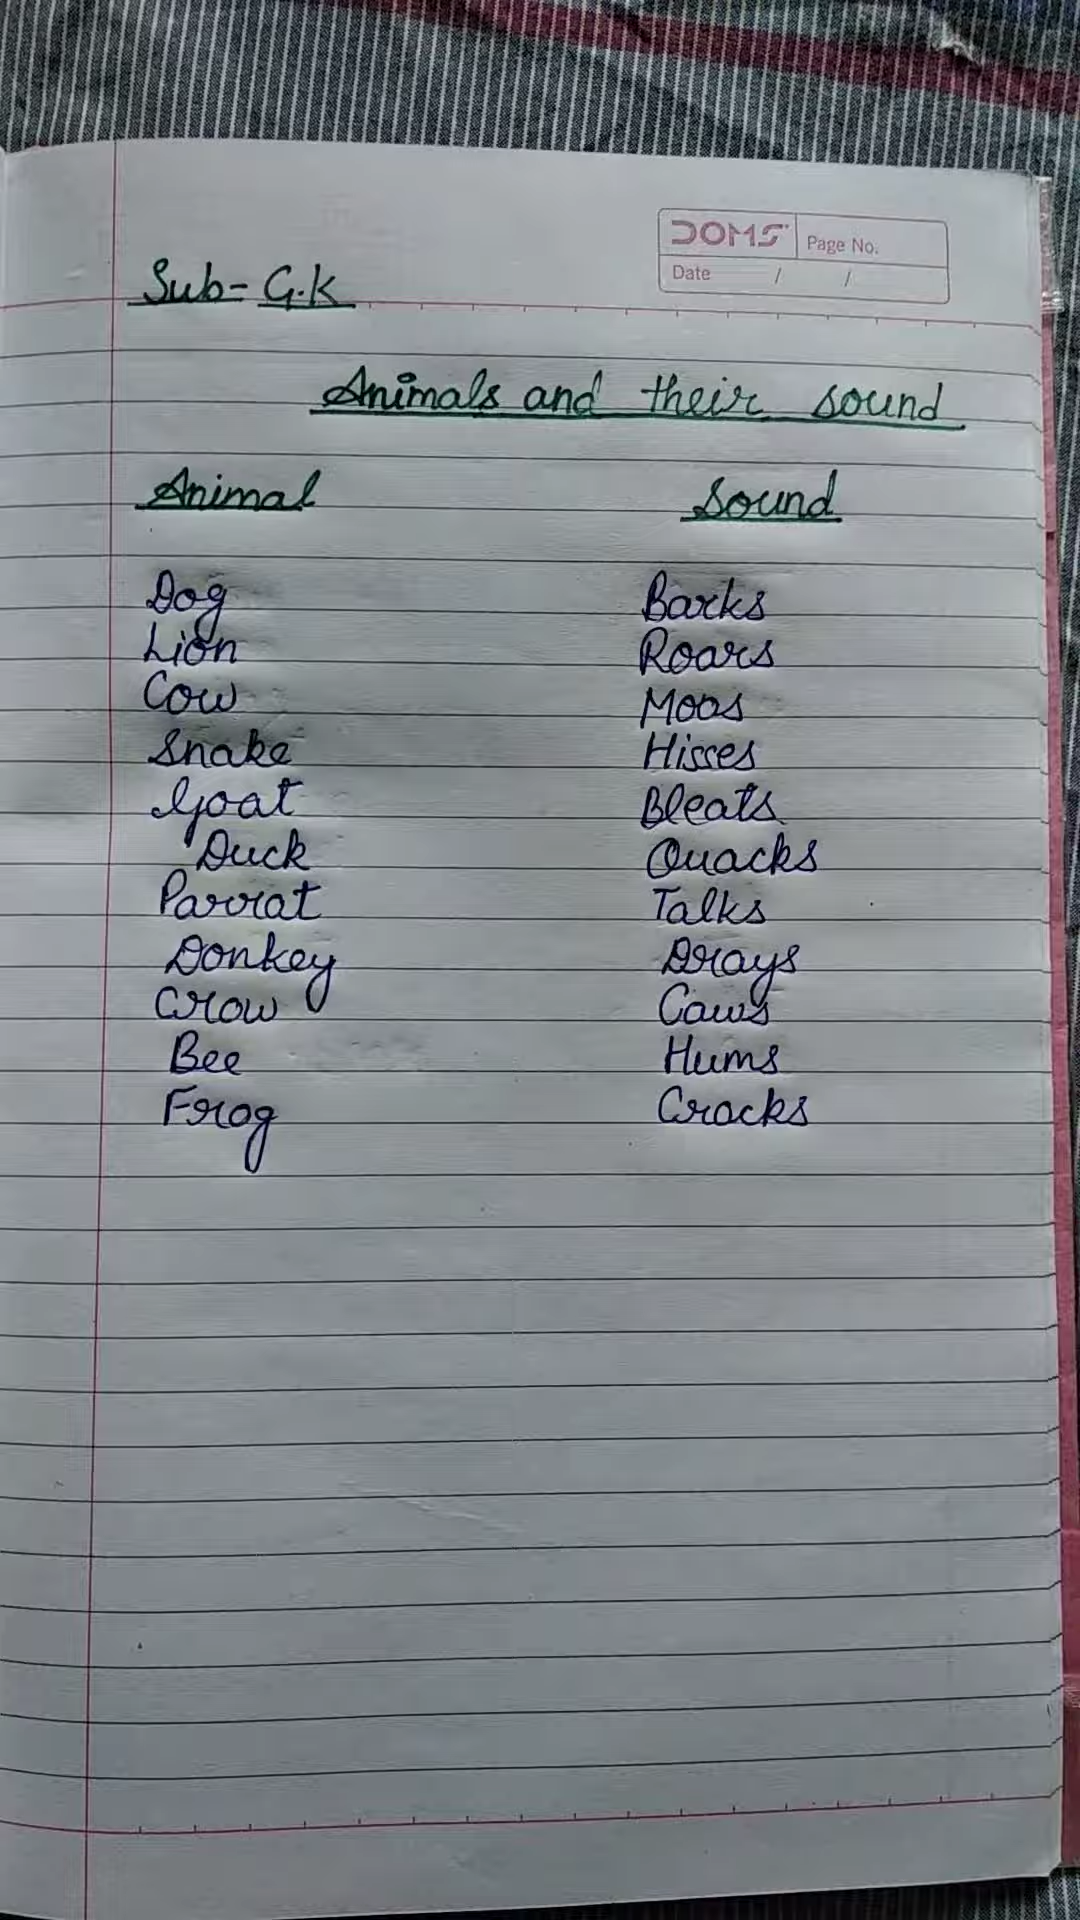 DOMS Page No.
Date / /
Sub- G.K
Animals and their sound
Animal Sound
Dog Barks
Lion Roars
Cow Moos
Snake Hisses
Goat Bleats
Duck Quacks
Parrat Talks
Donkey Brays
Crow Caws
Bee Hums
Frog Cracks